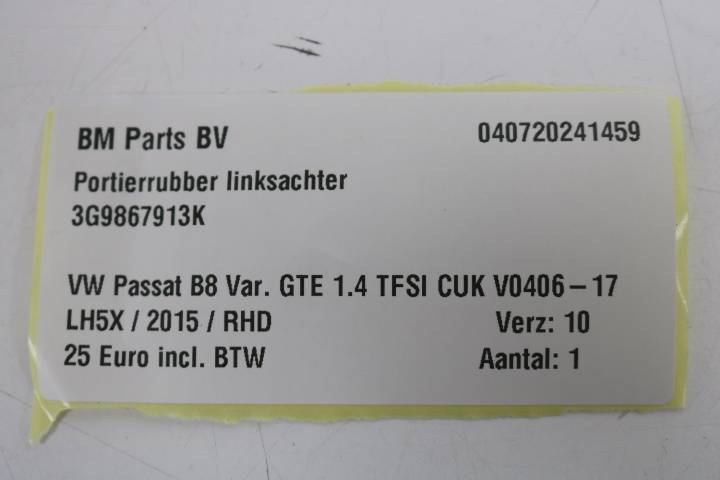 BM Parts BV 040720241459
Portierrubber linksachter
3G9867913K
VW Passat B8 Var. GTE 1.4 TFSI CUK V0406-17
LH5X / 2015 / RHD Verz: 10
25 Euro incl. BTW Aantal: 1